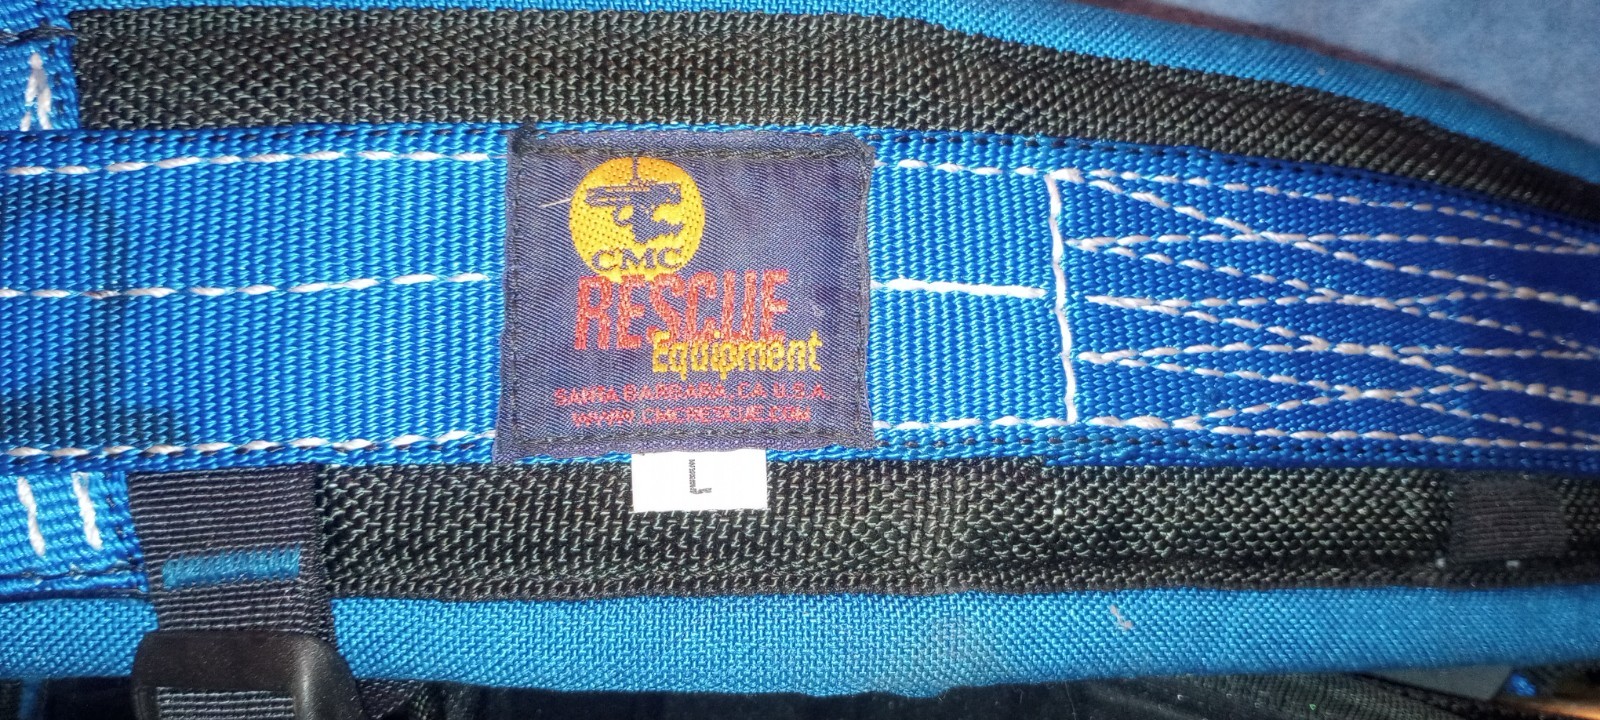 CMC
RESCUE
Equipment
SANTA BARBARA, CA U.S.A.
WWW.CMCRESCUE.COM
L